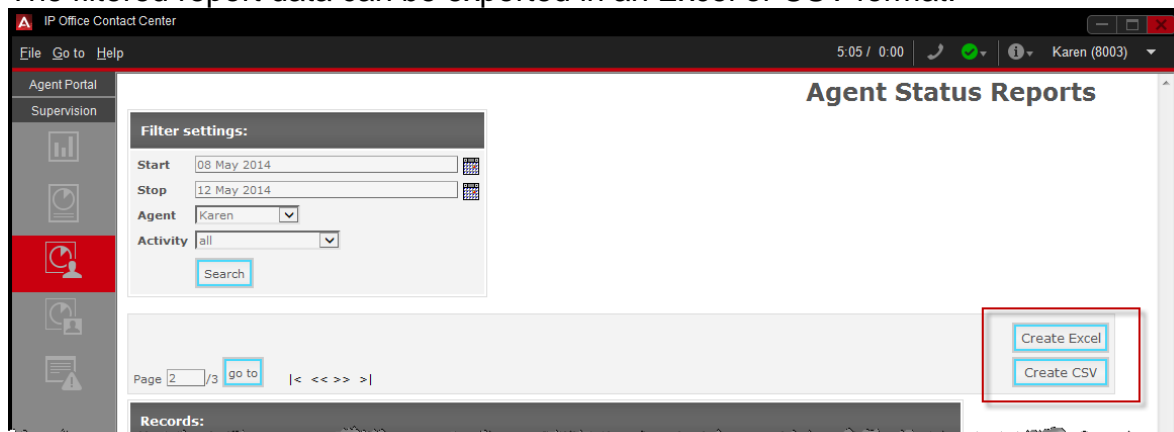 The filtered report data can be exported in an Excel or CSV format.
IP Office Contact Center
File Go to Help 5:05 / 0:00 Karen (8003)
Agent Portal
Supervision
Agent Status Reports
Filter settings:
Start 08 May 2014
Stop 12 May 2014
Agent Karen
Activity all
Search
Create Excel
Create CSV
Page 2 /3 go to |< << >> >|
Records: